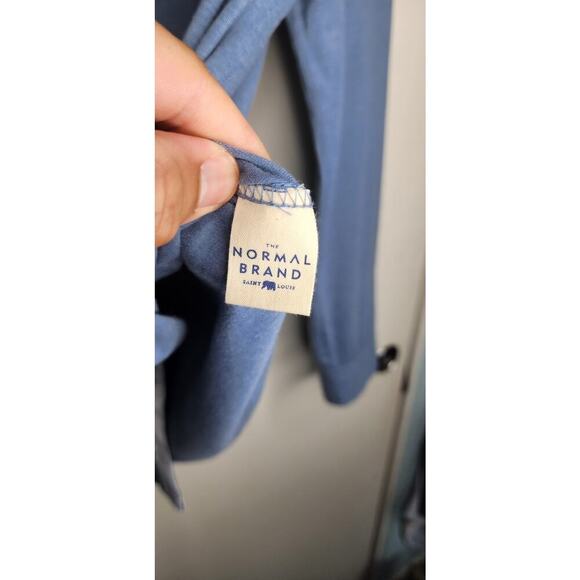 THE
NORMAL
BRAND
SAINT LOUIS